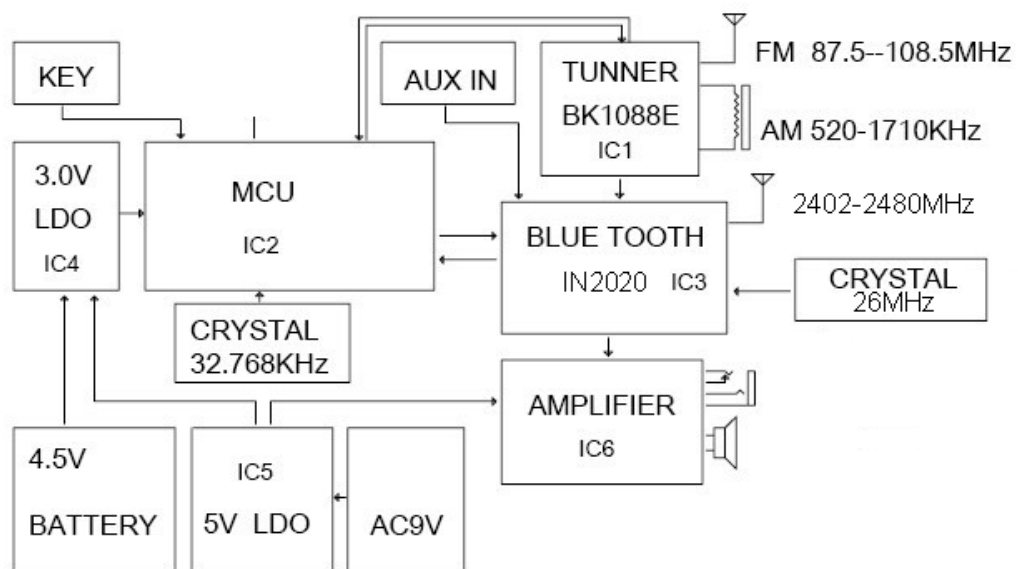 KEY
AUX IN
TUNNER
BK1088E
IC1
FM 87.5--108.5MHz
AM 520-1710KHz
3.0V
LDO
IC4
MCU
IC2
BLUE TOOTH
IN2020 IC3
2402-2480MHz
CRYSTAL
26MHz
CRYSTAL
32.768KHz
AMPLIFIER
IC6
4.5V
BATTERY
IC5
5V LDO
AC9V